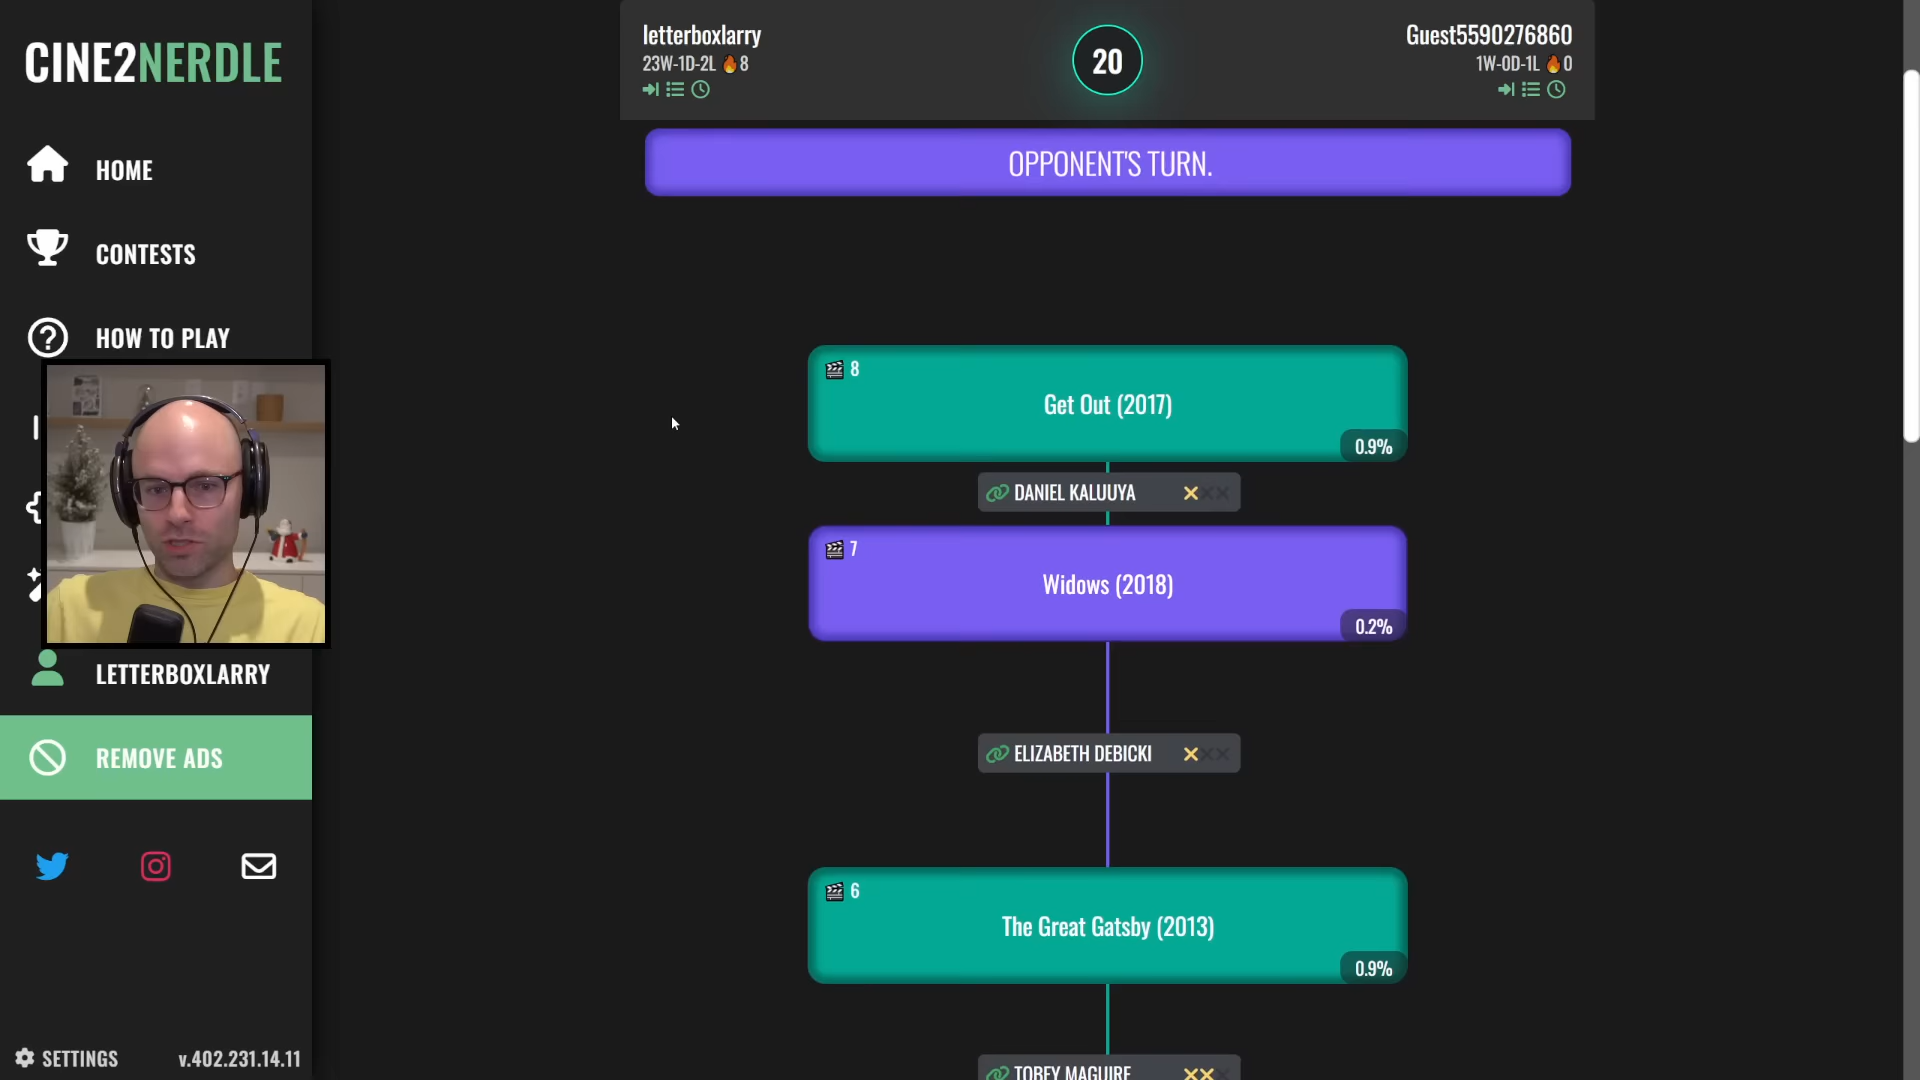 CINE2NERDLE
HOME
CONTESTS
HOW TO PLAY
LETTERBOXLARRY
REMOVE ADS
SETTINGS
v.402.231.14.11
letterboxlarry
23W-1D-2L 🔥8
20
Guest5590276860
1W-0D-1L 🔥0
OPPONENT'S TURN.
8
Get Out (2017)
0.9%
DANIEL KALUUYA
7
Widows (2018)
0.2%
ELIZABETH DEBICKI
6
The Great Gatsby (2013)
0.9%
TOBEY MAGUIRE